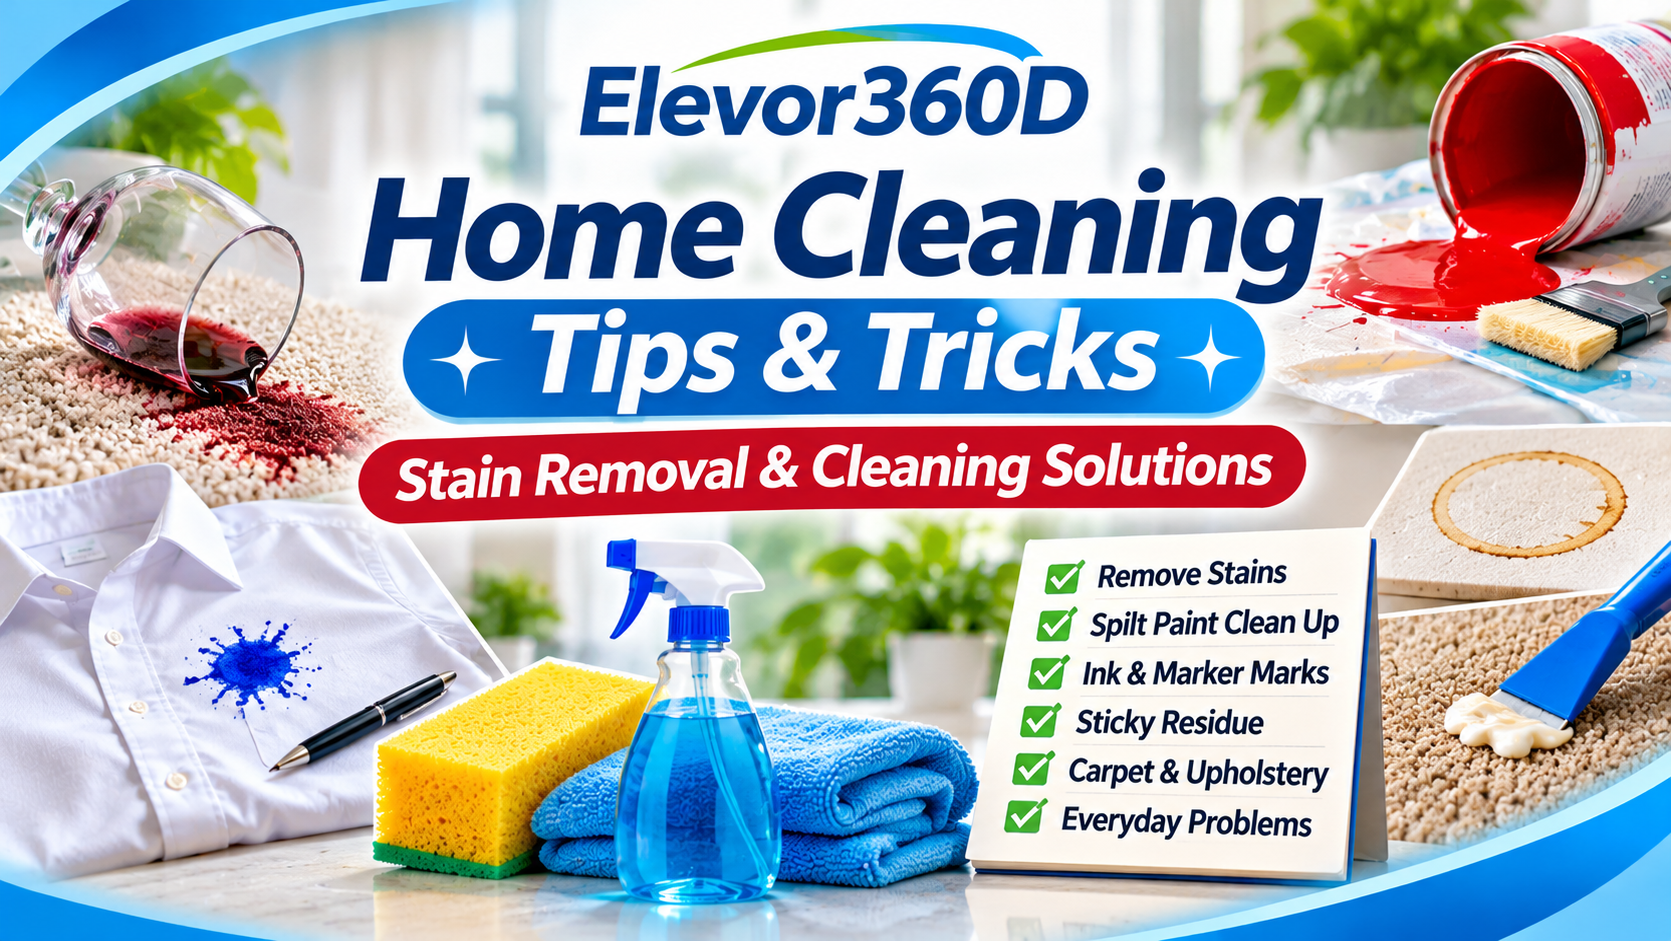 Elevor360D
Home Cleaning
Tips & Tricks
Stain Removal & Cleaning Solutions
Remove Stains
Spilt Paint Clean Up
Ink & Marker Marks
Sticky Residue
Carpet & Upholstery
Everyday Problems